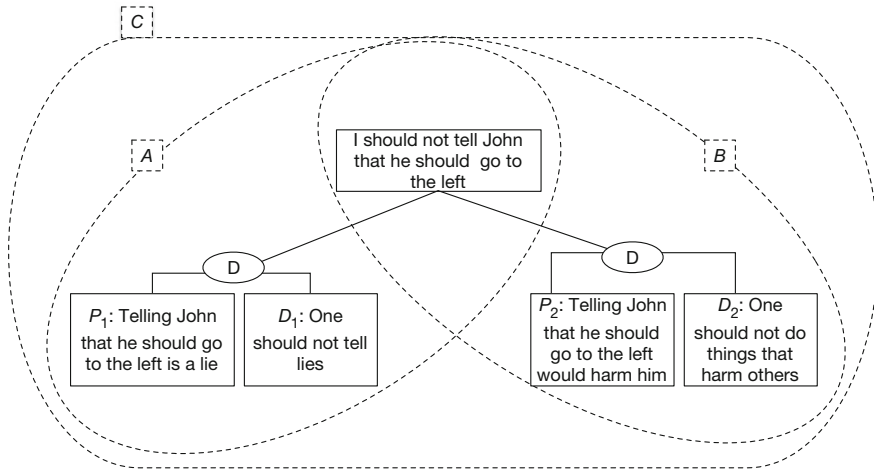 C
A
B
I should not tell John
that he should go to
the left
D
D
P1: Telling John
that he should go
to the left is a lie
D1: One
should not tell
lies
P2: Telling John
that he should
go to the left
would harm him
D2: One
should not do
things that
harm others